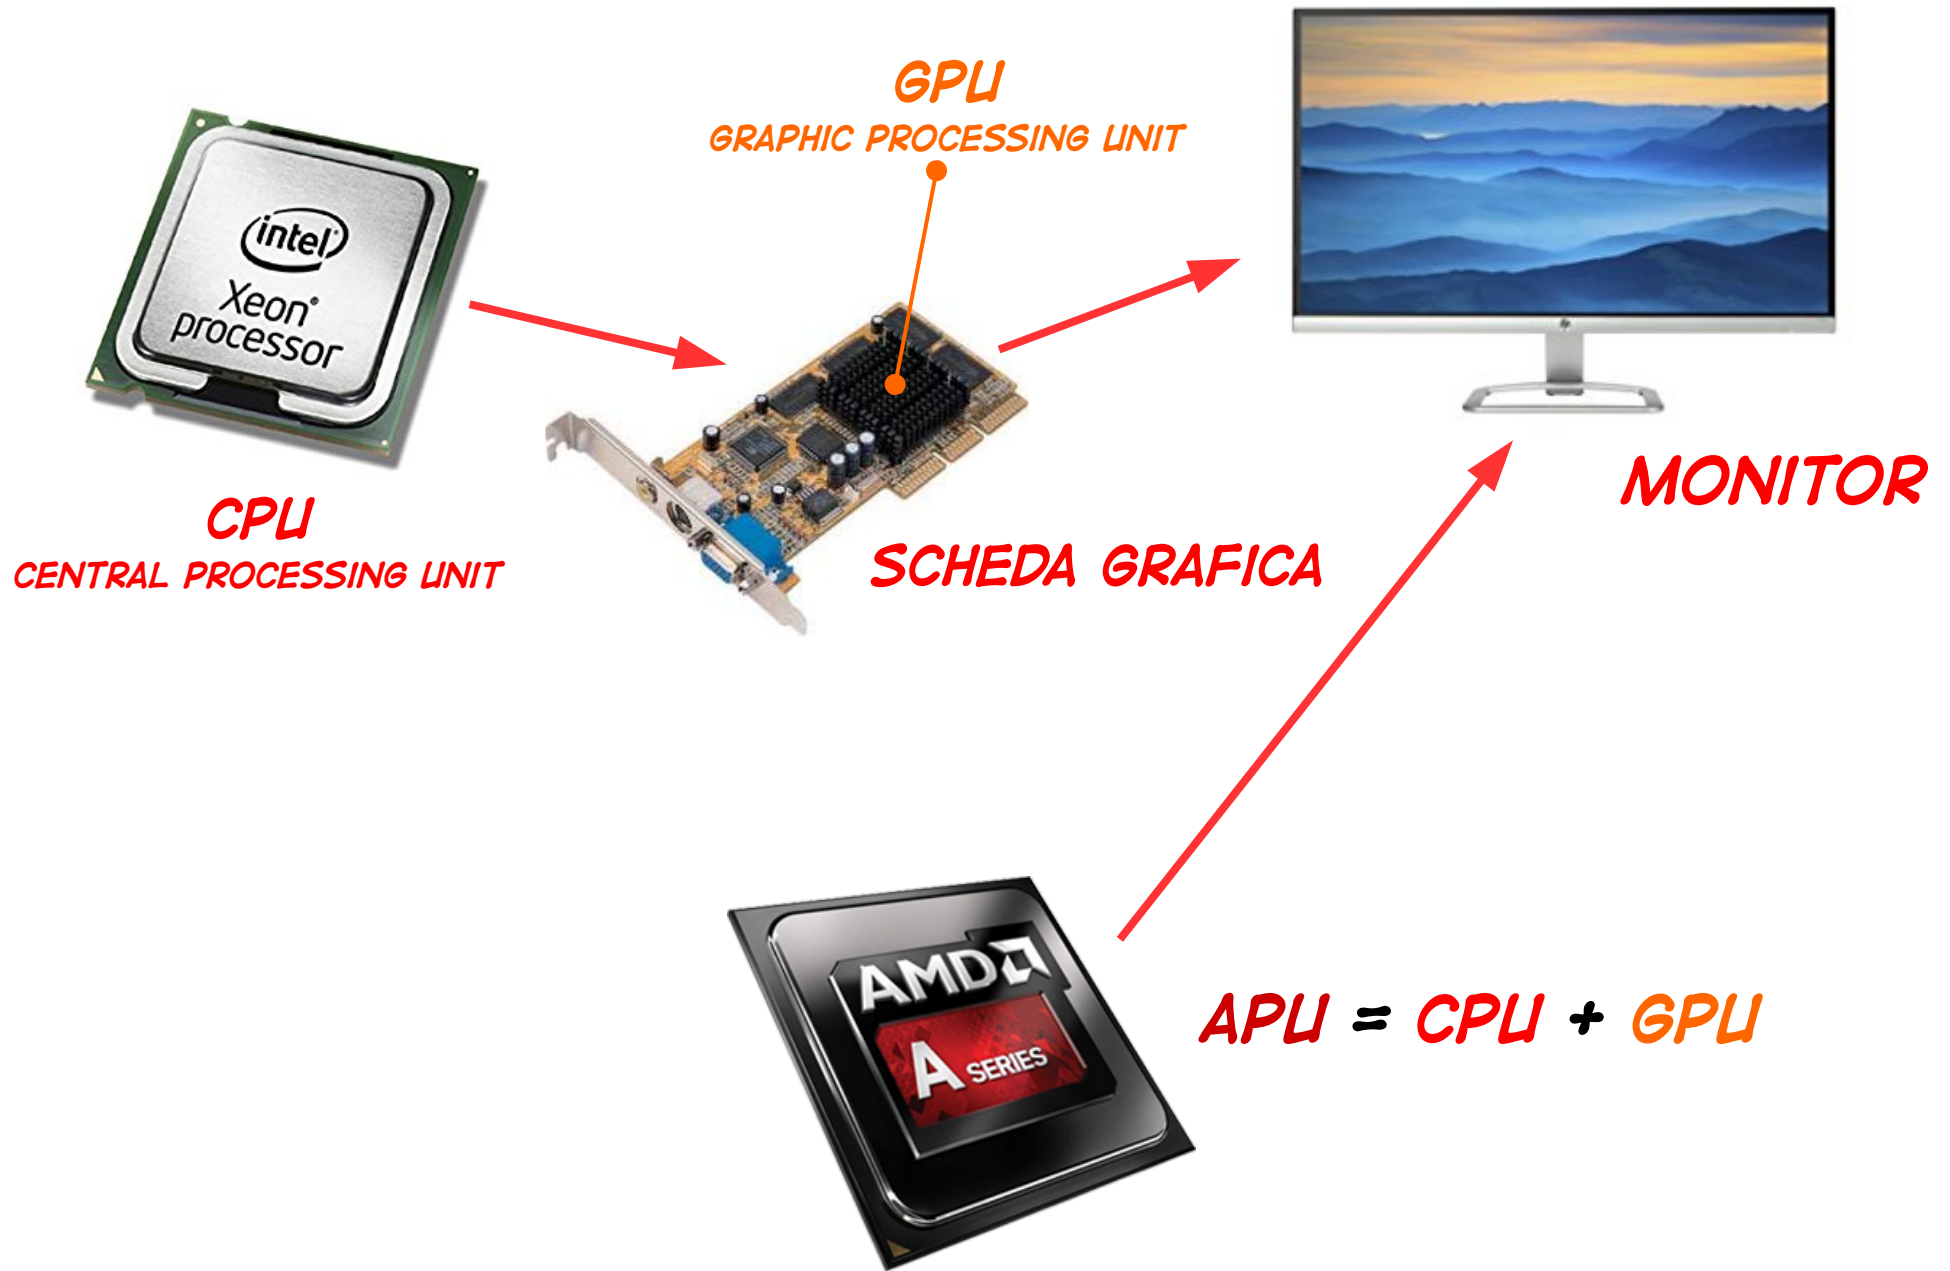 GPU
GRAPHIC PROCESSING UNIT
intel
Xeon®
processor
CPU
CENTRAL PROCESSING UNIT
SCHEDA GRAFICA
MONITOR
AMD
A SERIES
APU = CPU + GPU